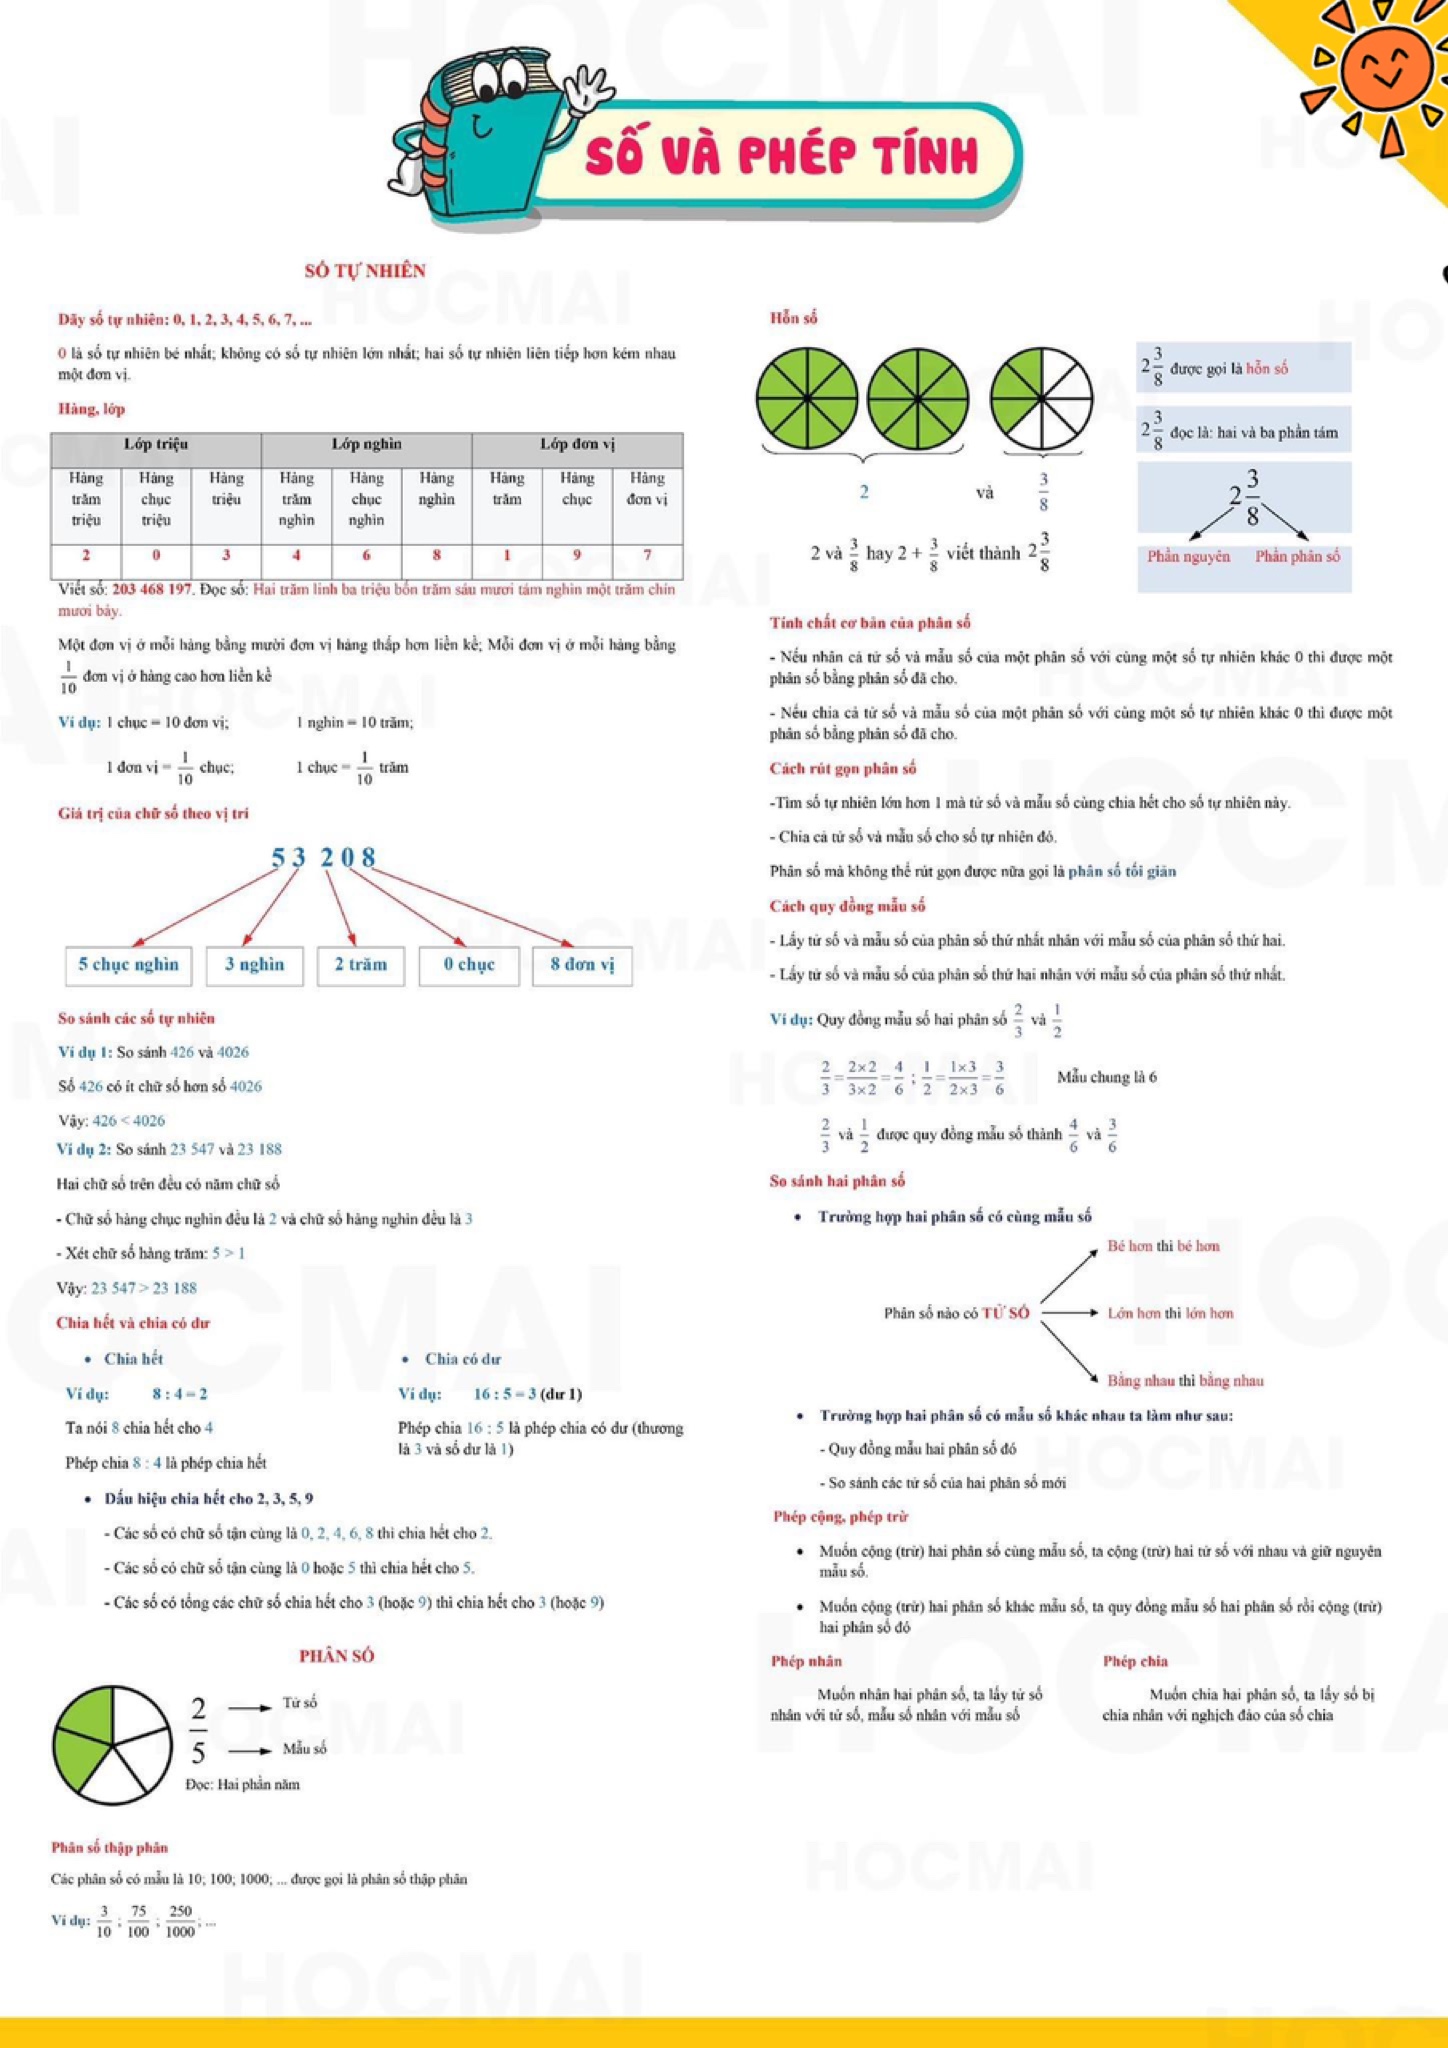 SỐ VÀ PHÉP TÍNH
SỐ TỰ NHIÊN
Dãy số tự nhiên: 0, 1, 2, 3, 4, 5, 6, 7, ...
0 là số tự nhiên bé nhất; không có số tự nhiên lớn nhất; hai số tự nhiên liên tiếp hơn kém nhau
một đơn vị.
Hàng, lớp
Lớp triệu Lớp nghìn Lớp đơn vị
Hàng trăm triệu Hàng chục triệu Hàng triệu Hàng trăm nghìn Hàng chục nghìn Hàng nghìn Hàng trăm Hàng chục Hàng đơn vị
2 0 3 4 6 8 1 9 7
Viết số: 203 468 197. Đọc số: Hai trăm linh ba triệu bốn trăm sáu mươi tám nghìn một trăm chín
mươi bảy.
Một đơn vị ở mỗi hàng bằng mười đơn vị hàng thấp hơn liền kề; Mỗi đơn vị ở mỗi hàng bằng
1/10 đơn vị ở hàng cao hơn liền kề
Ví dụ: 1 chục = 10 đơn vị; 1 nghìn = 10 trăm;
1 đơn vị = 1/10 chục; 1 chục = 1/10 trăm
Giá trị của chữ số theo vị trí
53 208
5 chục nghìn 3 nghìn 2 trăm 0 chục 8 đơn vị
So sánh các số tự nhiên
Ví dụ 1: So sánh 426 và 4026
Số 426 có ít chữ số hơn số 4026
Vậy: 426 < 4026
Ví dụ 2: So sánh 23 547 và 23 188
Hai chữ số trên đều có năm chữ số
- Chữ số hàng chục nghìn đều là 2 và chữ số hàng nghìn đều là 3
- Xét chữ số hàng trăm: 5 > 1
Vậy: 23 547 > 23 188
Chia hết và chia có dư
• Chia hết
Ví dụ: 8 : 4 = 2
Ta nói 8 chia hết cho 4
Phép chia 8 : 4 là phép chia hết
• Chia có dư
Ví dụ: 16 : 5 = 3 (dư 1)
Phép chia 16 : 5 là phép chia có dư (thương
là 3 và số dư là 1)
• Dấu hiệu chia hết cho 2, 3, 5, 9
- Các số có chữ số tận cùng là 0, 2, 4, 6, 8 thì chia hết cho 2.
- Các số có chữ số tận cùng là 0 hoặc 5 thì chia hết cho 5.
- Các số có tổng các chữ số chia hết cho 3 (hoặc 9) thì chia hết cho 3 (hoặc 9)
PHÂN SỐ
2/5
Tử số
Mẫu số
Đọc: Hai phần năm
Phân số thập phân
Các phân số có mẫu là 10; 100; 1000; ... được gọi là phân số thập phân
Ví dụ: 3/10 ; 75/100 ; 250/1000 ; ...
Hỗn số
2 và 3/8
2 và 3/8 hay 2 + 3/8 viết thành 2 3/8
2 3/8 được gọi là hỗn số
2 3/8 đọc là: hai và ba phần tám
2 3/8
Phần nguyên Phần phân số
Tính chất cơ bản của phân số
- Nếu nhân cả tử số và mẫu số của một phân số với cùng một số tự nhiên khác 0 thì được một
phân số bằng phân số đã cho.
- Nếu chia cả tử số và mẫu số của một phân số với cùng một số tự nhiên khác 0 thì được một
phân số bằng phân số đã cho.
Cách rút gọn phân số
-Tìm số tự nhiên lớn hơn 1 mà tử số và mẫu số cùng chia hết cho số tự nhiên này.
- Chia cả tử số và mẫu số cho số tự nhiên đó.
Phân số mà không thể rút gọn được nữa gọi là phân số tối giản
Cách quy đồng mẫu số
- Lấy tử số và mẫu số của phân số thứ nhất nhân với mẫu số của phân số thứ hai.
- Lấy tử số và mẫu số của phân số thứ hai nhân với mẫu số của phân số thứ nhất.
Ví dụ: Quy đồng mẫu số hai phân số 2/3 và 1/2
2/3 = 2×2/3×2 = 4/6 ; 1/2 = 1×3/2×3 = 3/6 Mẫu chung là 6
2/3 và 1/2 được quy đồng mẫu số thành 4/6 và 3/6
So sánh hai phân số
• Trường hợp hai phân số có cùng mẫu số
Bé hơn thì bé hơn
Phân số nào có TỬ SỐ Lớn hơn thì lớn hơn
Bằng nhau thì bằng nhau
• Trường hợp hai phân số có mẫu số khác nhau ta làm như sau:
- Quy đồng mẫu hai phân số đó
- So sánh các tử số của hai phân số mới
Phép cộng, phép trừ
• Muốn cộng (trừ) hai phân số cùng mẫu số, ta cộng (trừ) hai tử số với nhau và giữ nguyên
mẫu số.
• Muốn cộng (trừ) hai phân số khác mẫu số, ta quy đồng mẫu số hai phân số rồi cộng (trừ)
hai phân số đó
Phép nhân
Muốn nhân hai phân số, ta lấy tử số
nhân với tử số, mẫu số nhân với mẫu số
Phép chia
Muốn chia hai phân số, ta lấy số bị
chia nhân với nghịch đảo của số chia
HOCMAI